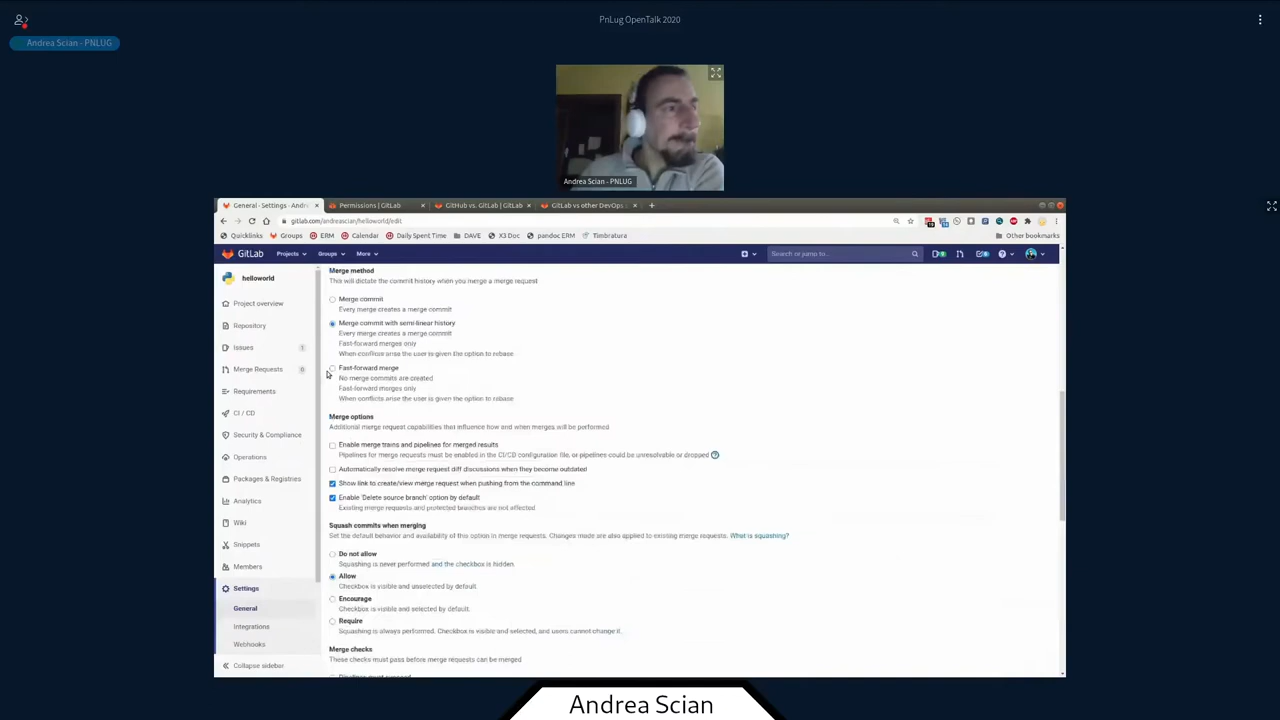 PnLug OpenTalk 2020
Andrea Scian - PNLUG
Andrea Scian - PNLUG
General · Settings · Andre
Permissions | GitLab
GitHub vs. GitLab | GitLab
GitLab vs other DevOps
gitlab.com/andreascian/helloworld/edit
Quicklinks
Groups
ERM
Calendar
Daily Spent Time
DAVE
X3 Doc
pandoc ERM
Timbratura
Other bookmarks
GitLab
Projects
Groups
More
Search or jump to...
helloworld
Project overview
Repository
Issues 1
Merge Requests 0
Requirements
CI / CD
Security & Compliance
Operations
Packages & Registries
Analytics
Wiki
Snippets
Members
Settings
General
Integrations
Webhooks
Collapse sidebar
Merge method
This will dictate the commit history when you merge a merge request
Merge commit
Every merge creates a merge commit
Merge commit with semi-linear history
Every merge creates a merge commit
Fast-forward merges only
When conflicts arise the user is given the option to rebase
Fast-forward merge
No merge commits are created
Fast-forward merges only
When conflicts arise the user is given the option to rebase
Merge options
Additional merge request capabilities that influence how and when merges will be performed
Enable merge trains and pipelines for merged results
Pipelines for merge requests must be enabled in the CI/CD configuration file, or pipelines could be unresolvable or dropped
Automatically resolve merge request diff discussions when they become outdated
Show link to create/view merge request when pushing from the command line
Enable 'Delete source branch' option by default
Existing merge requests and protected branches are not affected
Squash commits when merging
Set the default behavior and availability of this option in merge requests. Changes made are also applied to existing merge requests. What is squashing?
Do not allow
Squashing is never performed and the checkbox is hidden.
Allow
Checkbox is visible and unselected by default.
Encourage
Checkbox is visible and selected by default.
Require
Squashing is always performed. Checkbox is visible and selected, and users cannot change it.
Merge checks
These checks must pass before merge requests can be merged
Andrea Scian